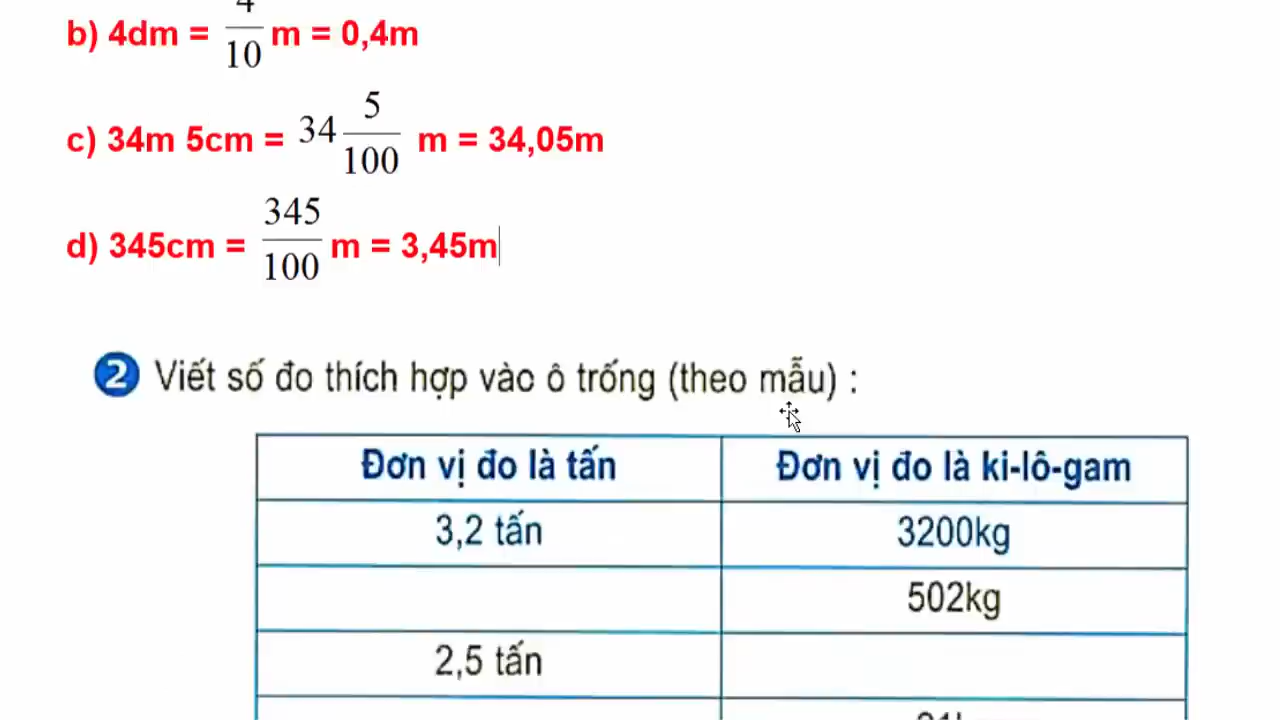 b) 4dm = 4/10 m = 0,4m
c) 34m 5cm = 34 5/100 m = 34,05m
d) 345cm = 345/100 m = 3,45m
2 Viết số đo thích hợp vào ô trống (theo mẫu) :
Đơn vị đo là tấn Đơn vị đo là ki-lô-gam
3,2 tấn 3200kg
502kg
2,5 tấn